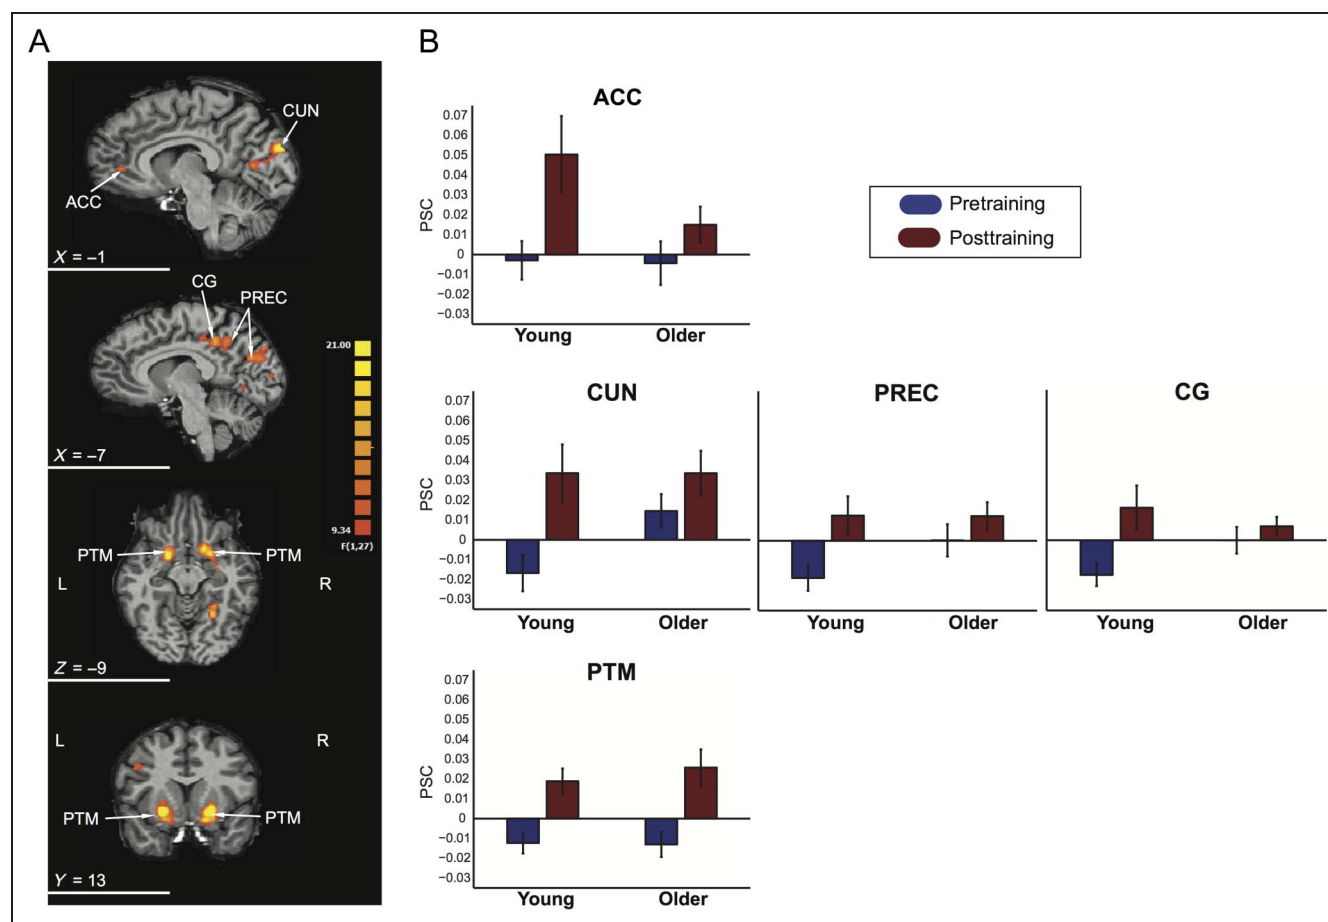 A
CUN
ACC
X = –1
CG
PREC
X = –7
21.00
9.34
F(1,27)
PTM
PTM
L
R
Z = –9
L
R
PTM
PTM
Y = 13
B
ACC
0.07
0.06
0.05
0.04
0.03
0.02
0.01
0
−0.01
−0.02
−0.03
PSC
Young
Older
Pretraining
Posttraining
CUN
0.07
0.06
0.05
0.04
0.03
0.02
0.01
0
−0.01
−0.02
−0.03
PSC
Young
Older
PREC
Young
Older
CG
Young
Older
PTM
0.07
0.06
0.05
0.04
0.03
0.02
0.01
0
−0.01
−0.02
−0.03
PSC
Young
Older